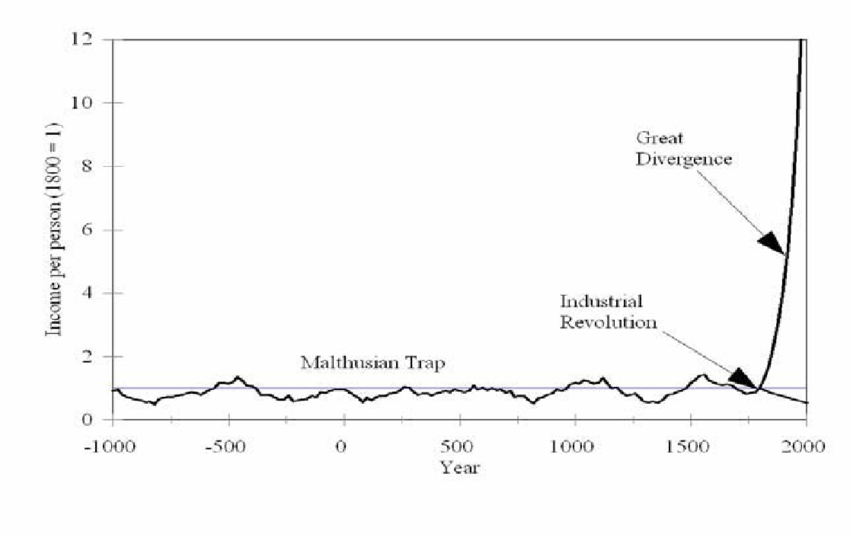 12
10
8
6
4
2
0
Income per person (1800 = 1)
Great
Divergence
Industrial
Revolution
Malthusian Trap
-1000
-500
0
500
1000
1500
2000
Year